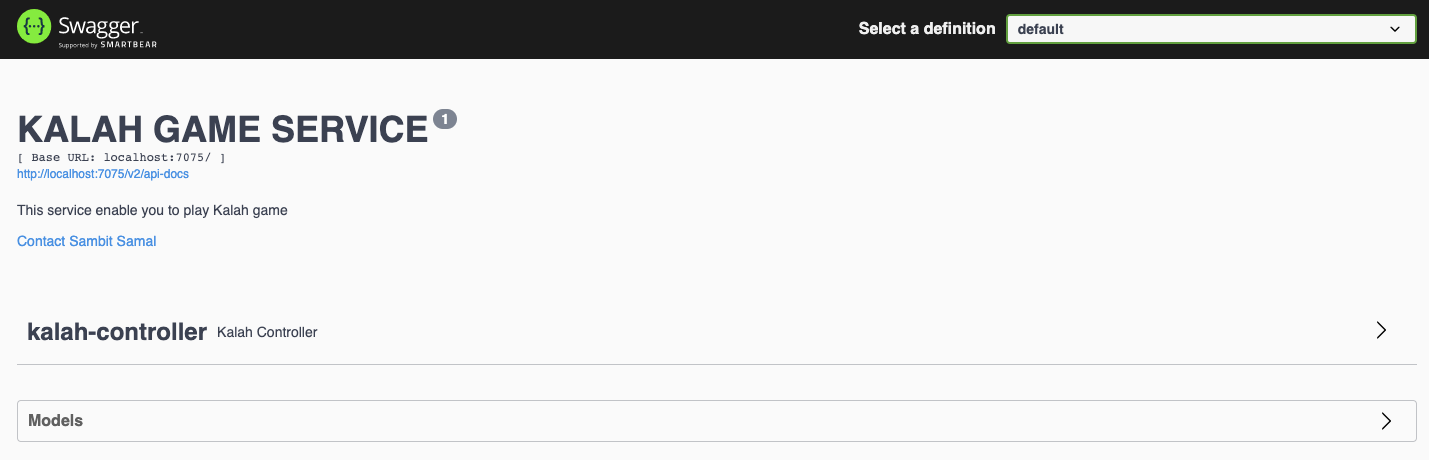 Swagger.
Supported by SMARTBEAR
Select a definition
default
KALAH GAME SERVICE 1
[ Base URL: localhost:7075/ ]
http://localhost:7075/v2/api-docs
This service enable you to play Kalah game
Contact Sambit Samal
kalah-controller Kalah Controller
Models